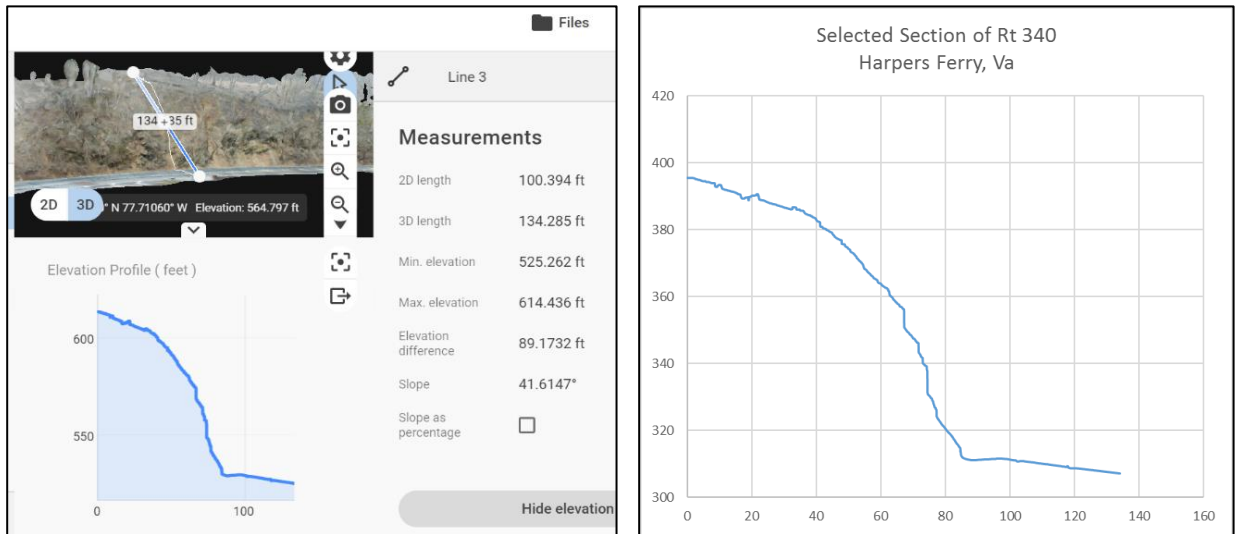 Files
Line 3
134.+35 ft
Measurements
2D length 100.394 ft
3D length 134.285 ft
Min. elevation 525.262 ft
Max. elevation 614.436 ft
Elevation
difference 89.1732 ft
Slope 41.6147°
Slope as
percentage
Hide elevation
2D 3D ° N 77.71060° W Elevation: 564.797 ft
Elevation Profile ( feet )
600
550
0 100
Selected Section of Rt 340
Harpers Ferry, Va
420
400
380
360
340
320
300
0 20 40 60 80 100 120 140 160